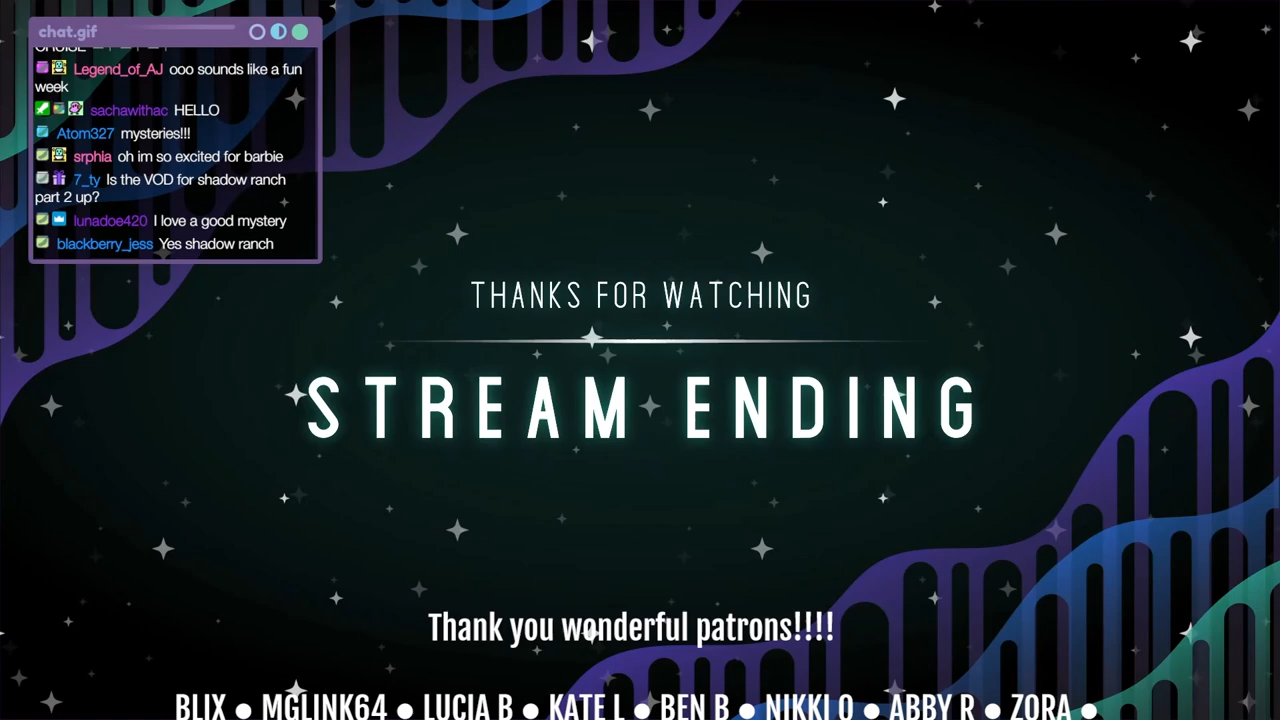 chat.gif
Legend_of_AJ ooo sounds like a fun
week
sachawithac HELLO
Atom327 mysteries!!!
srphia oh im so excited for barbie
7_ty Is the VOD for shadow ranch
part 2 up?
lunadoe420 I love a good mystery
blackberry_jess Yes shadow ranch
THANKS FOR WATCHING
STREAM ENDING
Thank you wonderful patrons!!!!
BLIX ● MGLINK64 ● LUCIA B ● KATE L ● BEN B ● NIKKI O ● ABBY R ● ZORA ●